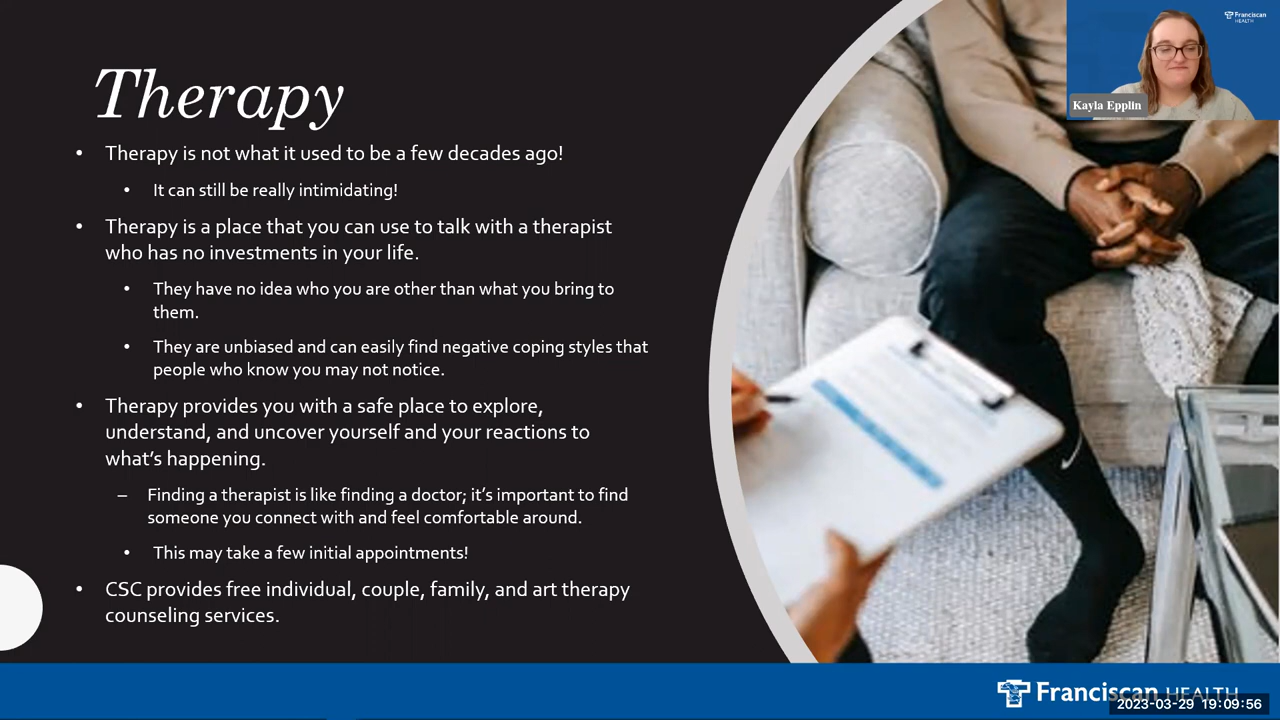 Therapy
• Therapy is not what it used to be a few decades ago!
• It can still be really intimidating!
• Therapy is a place that you can use to talk with a therapist
who has no investments in your life.
• They have no idea who you are other than what you bring to
them.
• They are unbiased and can easily find negative coping styles that
people who know you may not notice.
• Therapy provides you with a safe place to explore,
understand, and uncover yourself and your reactions to
what's happening.
– Finding a therapist is like finding a doctor; it's important to find
someone you connect with and feel comfortable around.
• This may take a few initial appointments!
• CSC provides free individual, couple, family, and art therapy
counseling services.
Franciscan
HEALTH
Kayla Epplin
Franciscan HEALTH
2023-03-29 19:09:56